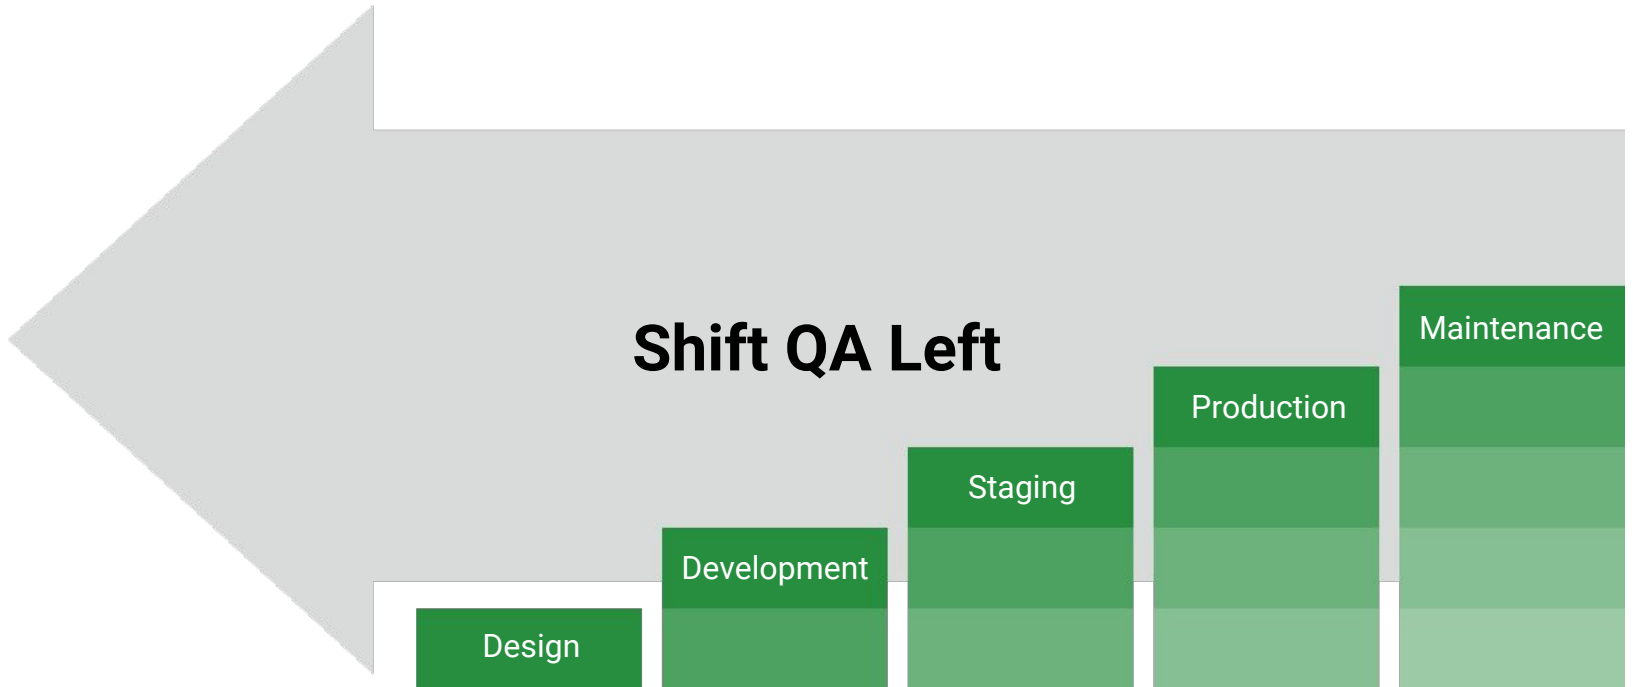 Shift QA Left
Maintenance
Production
Staging
Development
Design